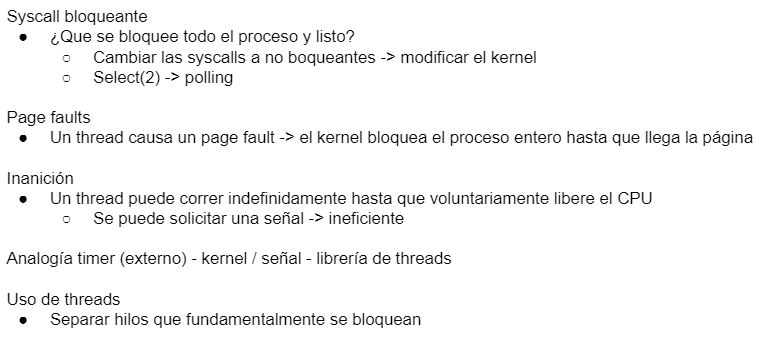 Syscall bloqueante
● ¿Que se bloquee todo el proceso y listo?
○ Cambiar las syscalls a no boqueantes -> modificar el kernel
○ Select(2) -> polling
Page faults
● Un thread causa un page fault -> el kernel bloquea el proceso entero hasta que llega la página
Inanición
● Un thread puede correr indefinidamente hasta que voluntariamente libere el CPU
○ Se puede solicitar una señal -> ineficiente
Analogía timer (externo) - kernel / señal - librería de threads
Uso de threads
● Separar hilos que fundamentalmente se bloquean